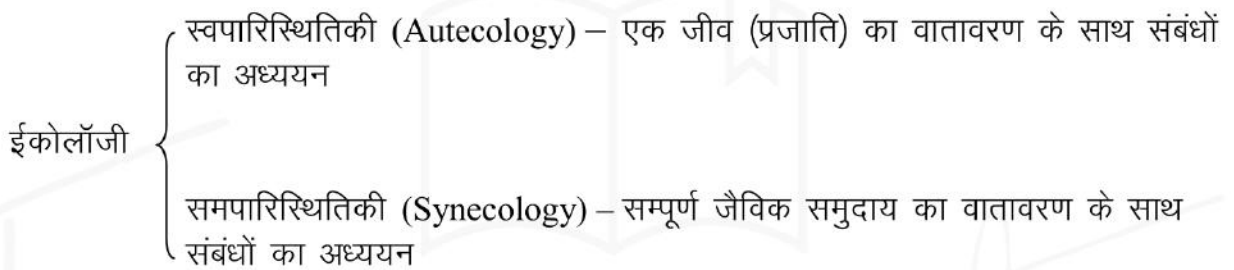 स्वपारिस्थितिकी (Autecology) – एक जीव (प्रजाति) का वातावरण के साथ संबंधों
का अध्ययन
ईकोलॉजी
समपारिस्थितिकी (Synecology) – सम्पूर्ण जैविक समुदाय का वातावरण के साथ
संबंधों का अध्ययन